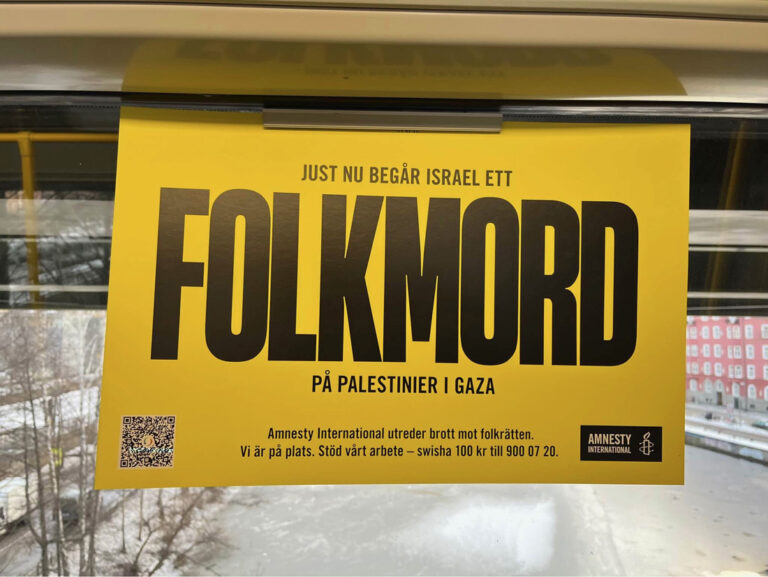 JUST NU BEGÅR ISRAEL ETT
FOLKMORD
PÅ PALESTINIER I GAZA
Amnesty International utreder brott mot folkrätten.
Vi är på plats. Stöd vårt arbete – swisha 100 kr till 900 07 20.
AMNESTY
INTERNATIONAL